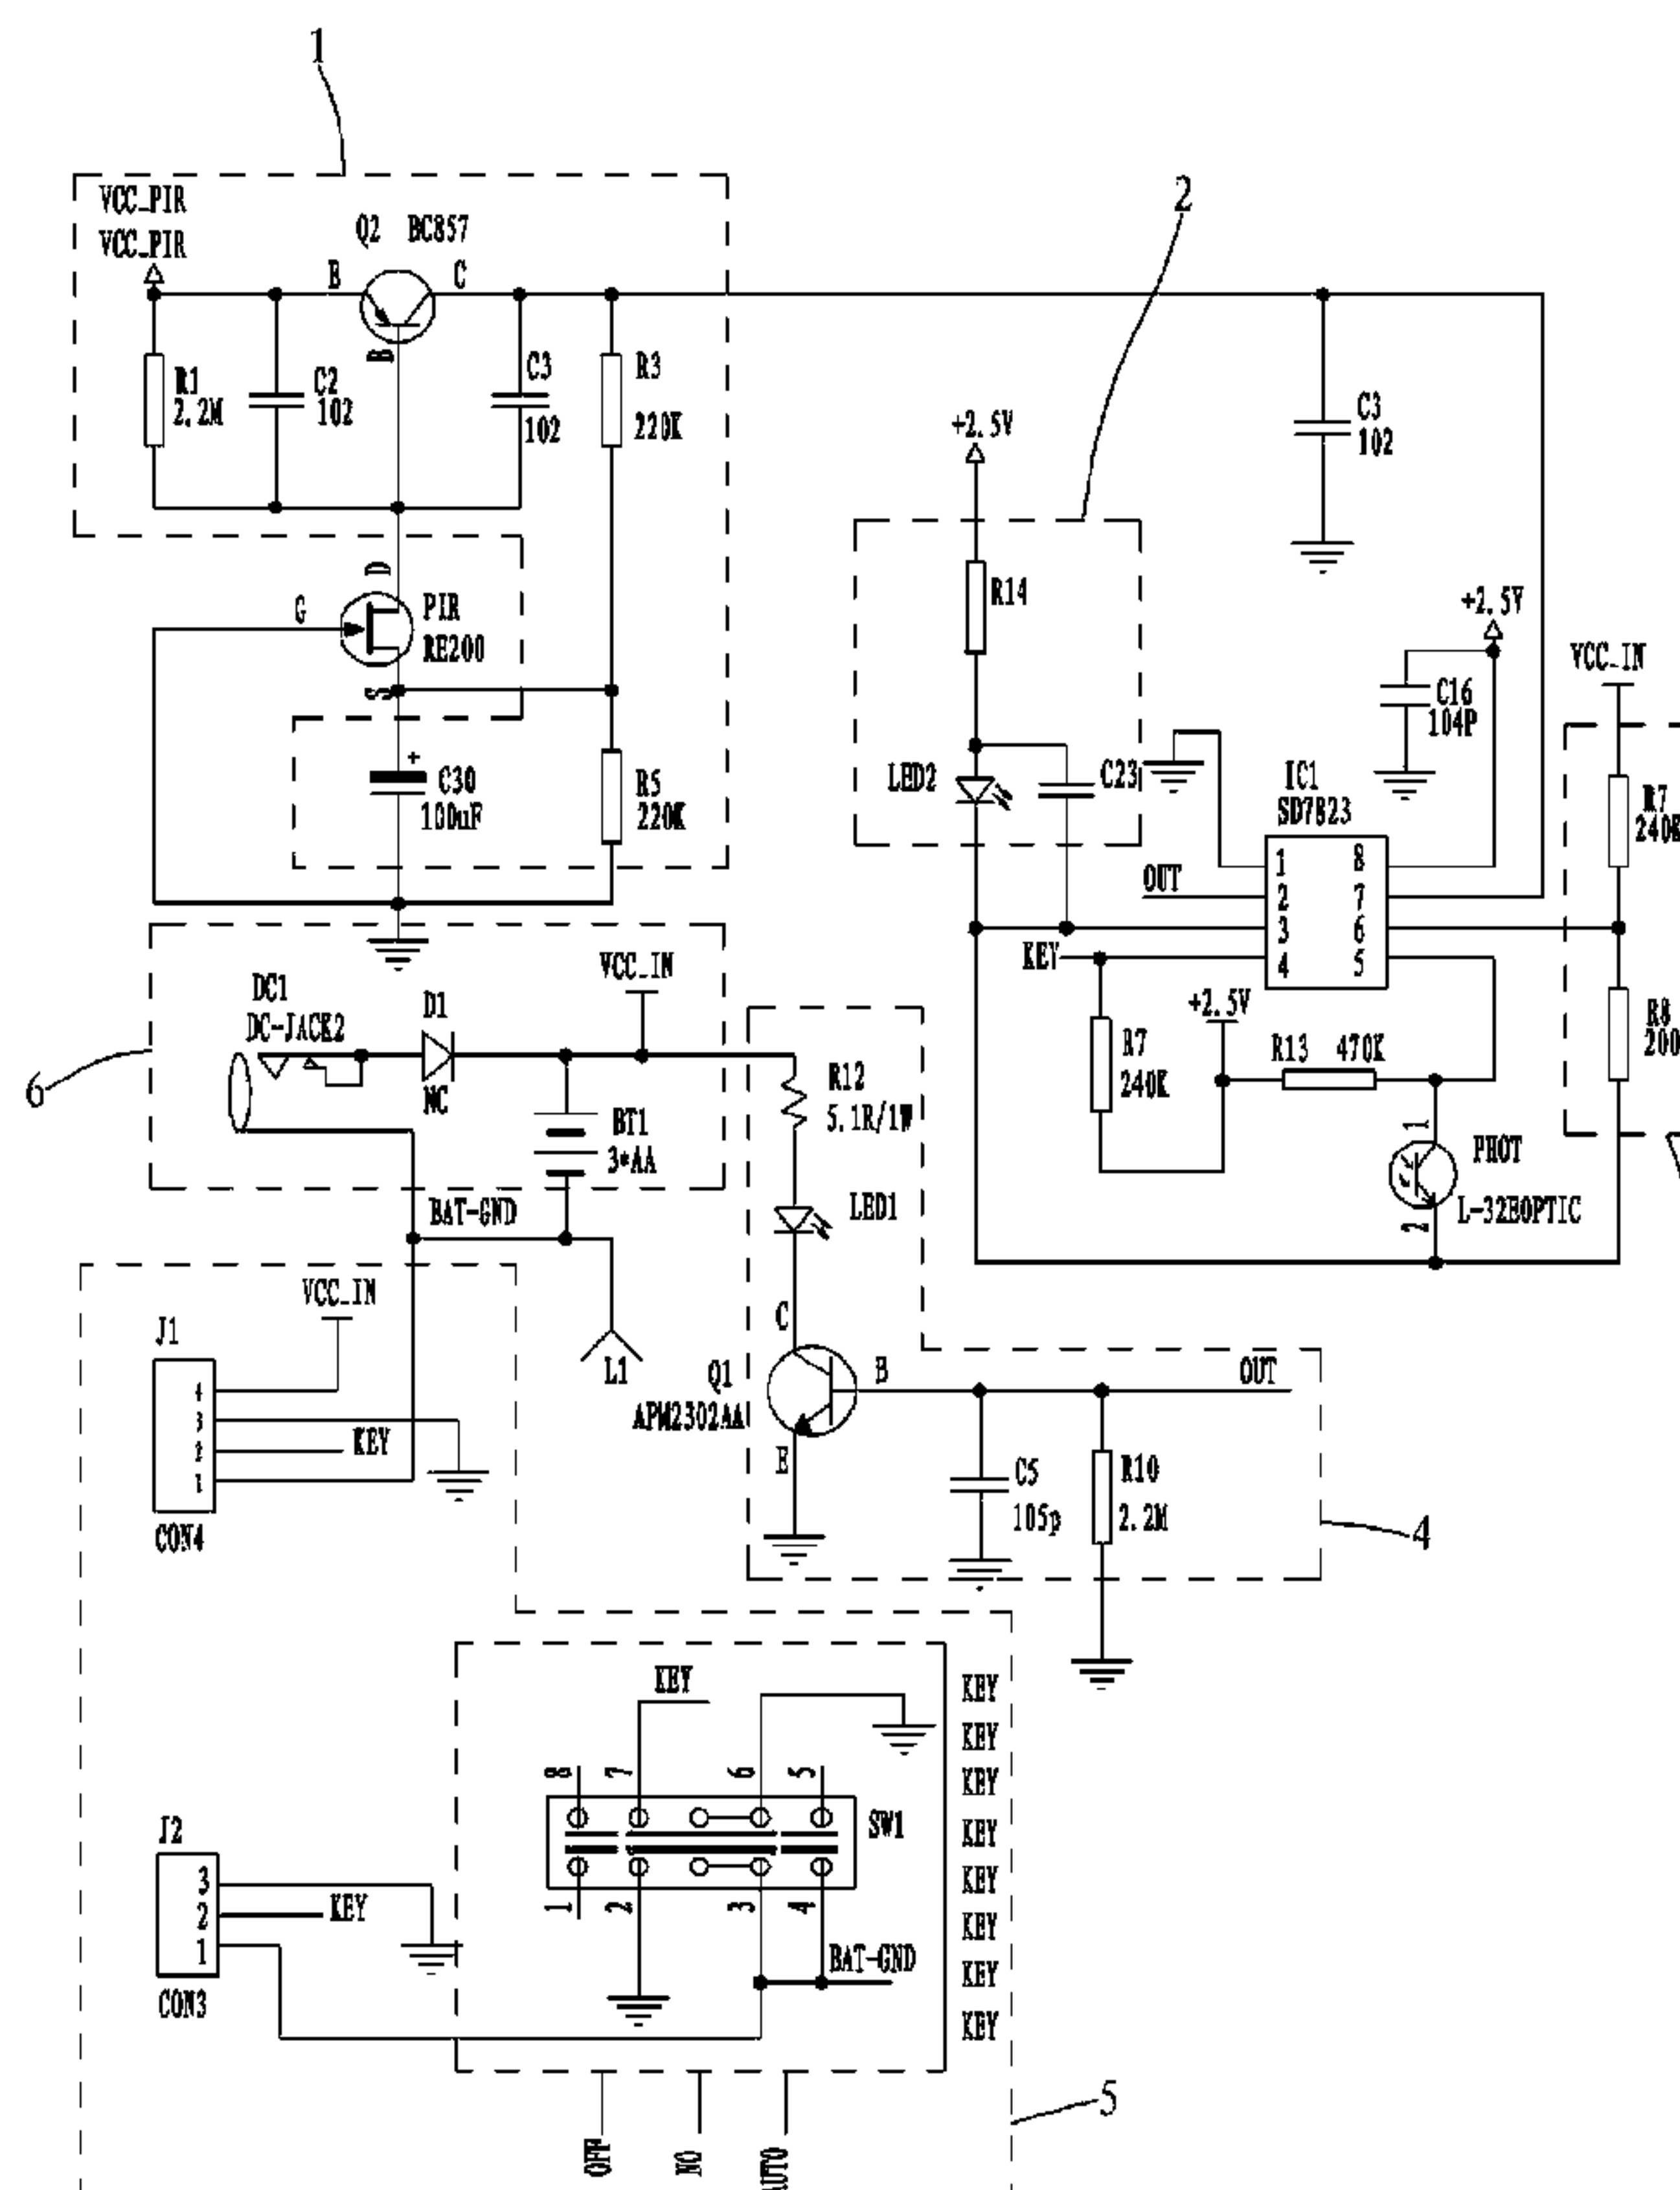 1
VCC_PIR
VCC_PIR
Q2 BC857
B
C
B
R1
2.2M
C2
102
C3
102
R3
220K
2
+2.5V
R14
LED2
C23
C3
102
+2.5V
C16
104P
VCC_IN
R7
R8
D
G
PIR
RE200
S
+
C30
100uF
R5
220K
IC1
SD7823
1
2
3
4
8
7
6
5
OUT
KEY
+2.5V
R7
240K
R13 470K
1
PHOT
L-32EOPTIC
2
6
DC1
DC-JACK2
D1
NC
VCC_IN
BT1
3*AA
BAT-GND
L1
R12
5.1R/1W
LED1
C
Q1
APM2302AA
B
E
OUT
C5
105p
R10
2.2M
4
VCC_IN
J1
4
3
2
1
KEY
CON4
KEY
8
7
6
5
SW1
1
2
3
4
BAT-GND
KEY
KEY
KEY
KEY
KEY
KEY
KEY
KEY
J2
3
2
1
KEY
CON3
5
OFF
NO
AUTO